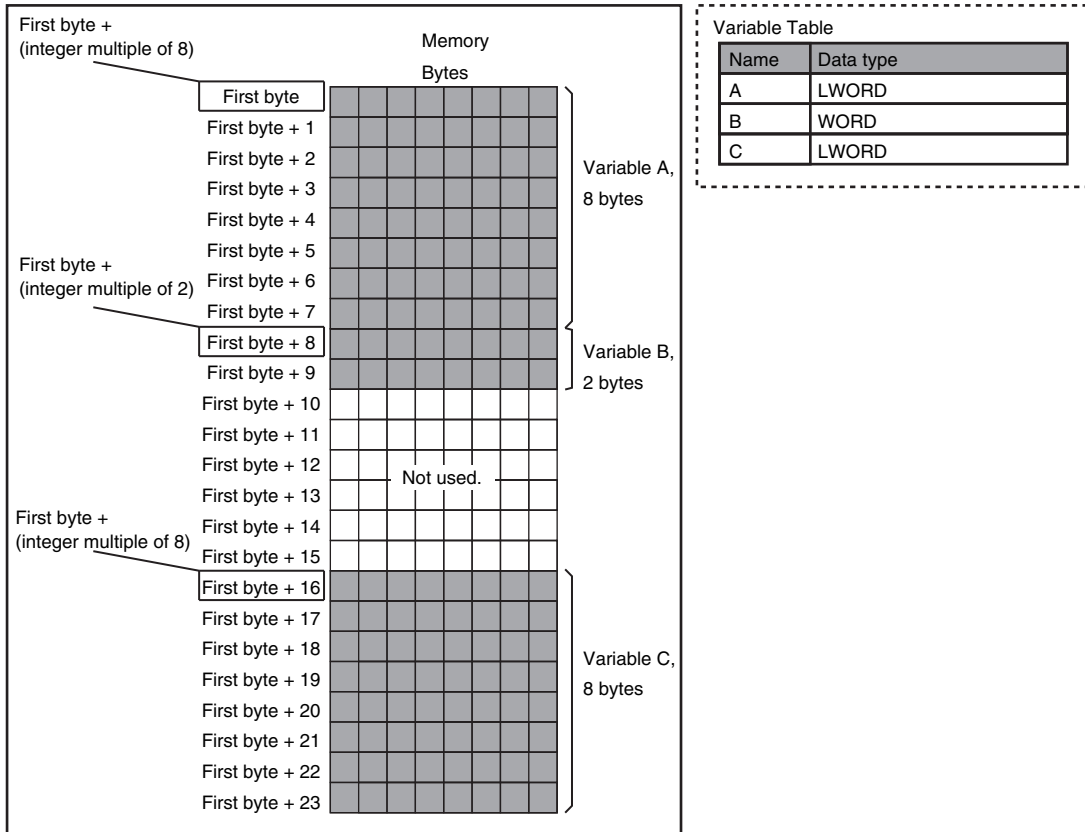 First byte +
(integer multiple of 8)
Memory
Bytes
First byte
First byte + 1
First byte + 2
First byte + 3
First byte + 4
First byte + 5
First byte + 6
First byte + 7
Variable A,
8 bytes
First byte +
(integer multiple of 2)
First byte + 8
First byte + 9
Variable B,
2 bytes
First byte + 10
First byte + 11
First byte + 12
First byte + 13
First byte + 14
First byte + 15
Not used.
First byte +
(integer multiple of 8)
First byte + 16
First byte + 17
First byte + 18
First byte + 19
First byte + 20
First byte + 21
First byte + 22
First byte + 23
Variable C,
8 bytes
Variable Table
Name Data type
A LWORD
B WORD
C LWORD